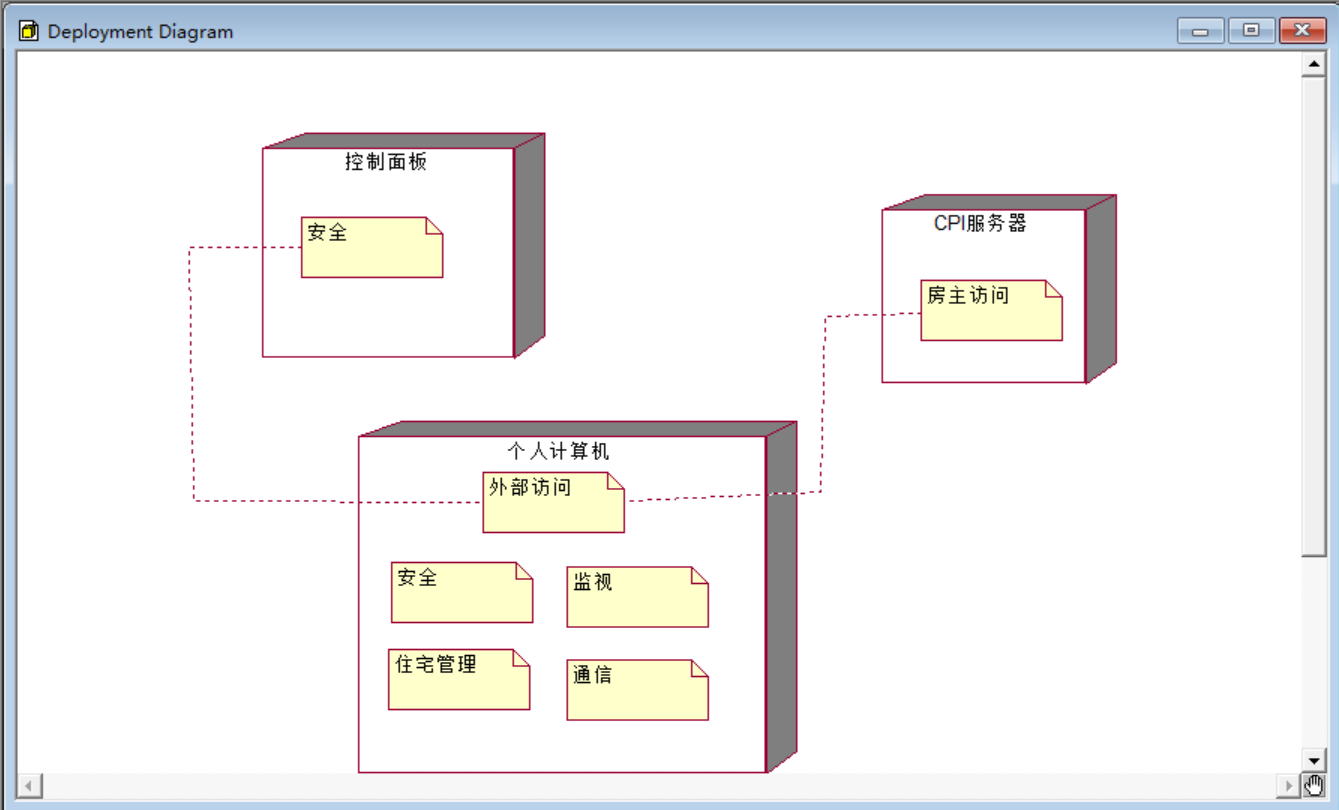 Deployment Diagram
控制面板
安全
CPI服务器
房主访问
个人计算机
外部访问
安全
监视
住宅管理
通信